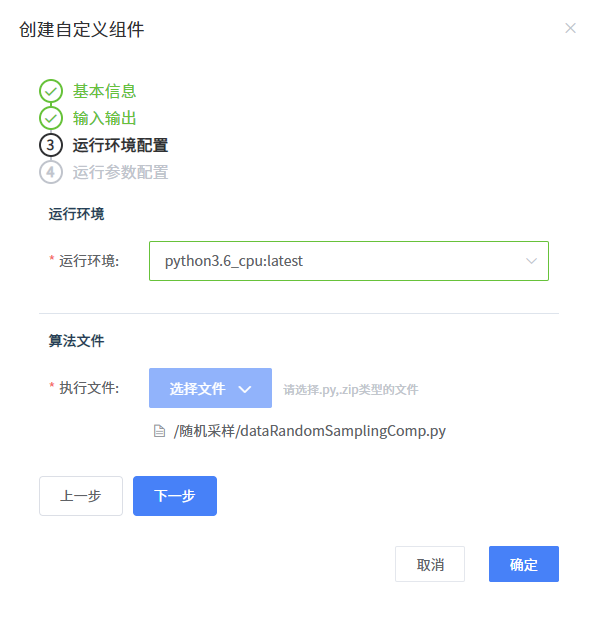 创建自定义组件
基本信息
输入输出
3 运行环境配置
4 运行参数配置
运行环境
* 运行环境: python3.6_cpu:latest
算法文件
* 执行文件: 选择文件 请选择.py,.zip类型的文件
/随机采样/dataRandomSamplingComp.py
上一步 下一步
取消 确定